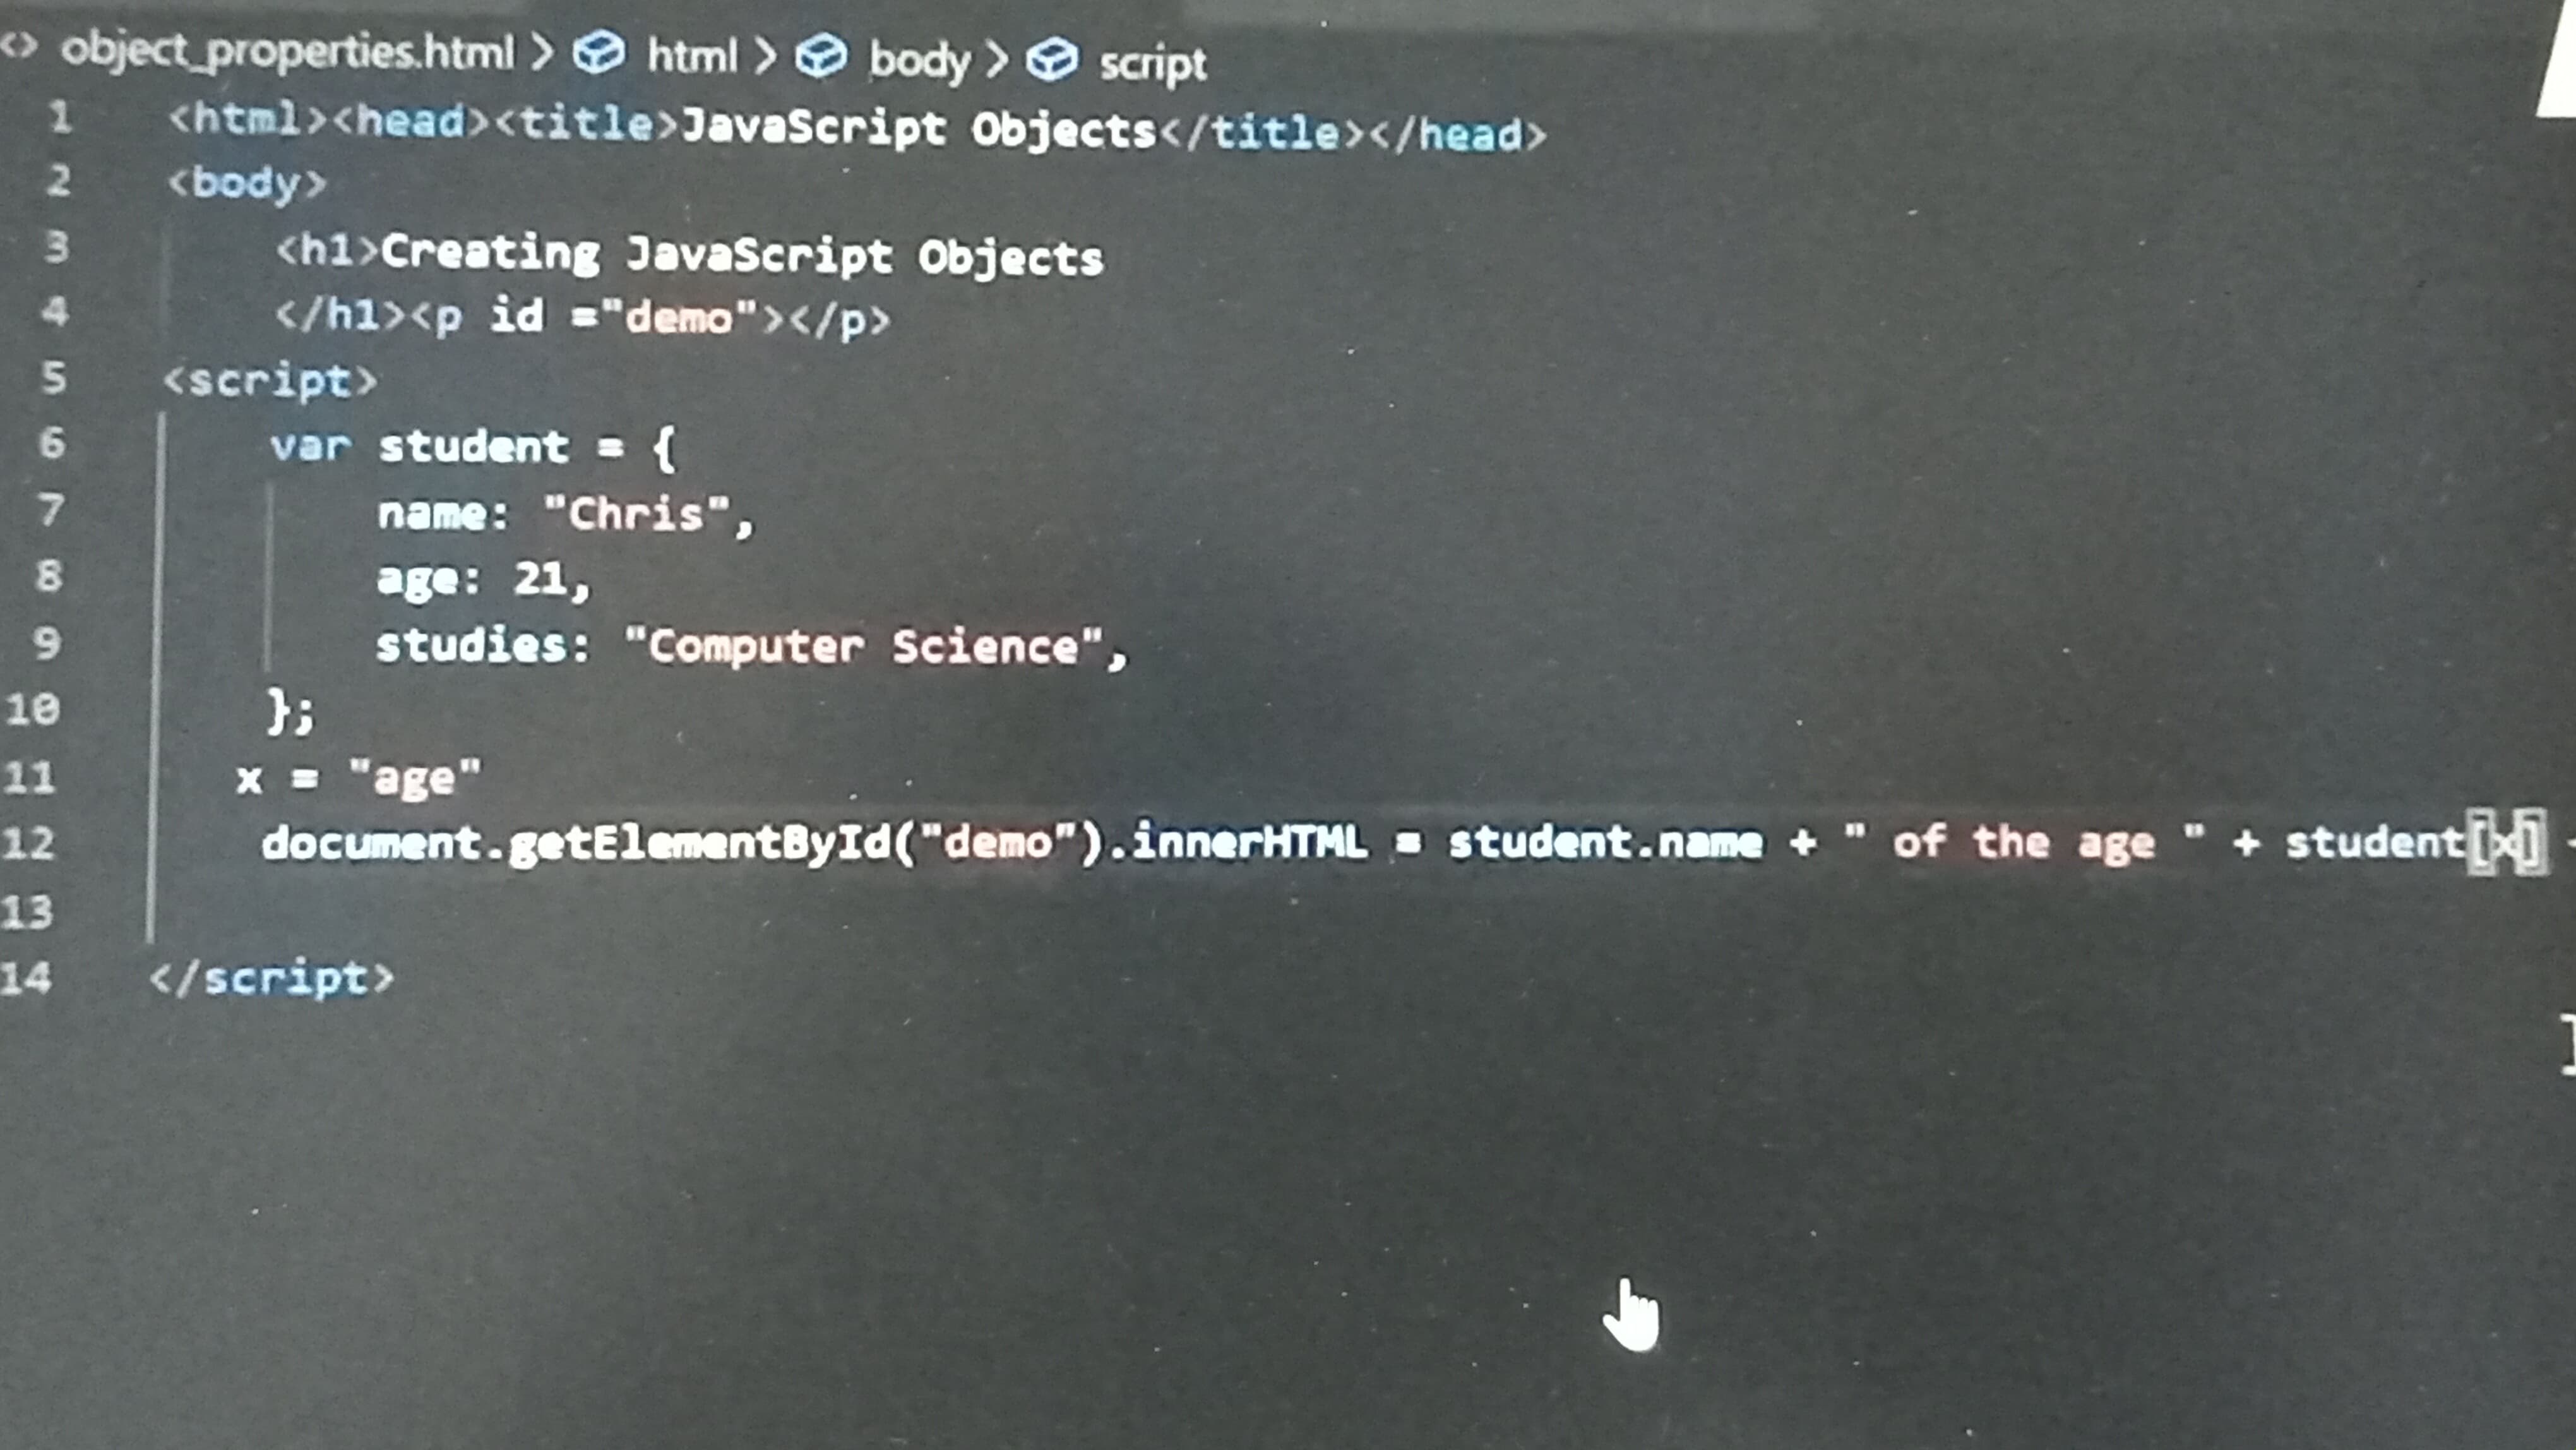 <> object_properties.html > html > body > script
1 <html><head><title>JavaScript Objects</title></head>
2 <body>
3 <h1>Creating JavaScript Objects
4 </h1><p id ="demo"></p>
5 <script>
6 var student = {
7 name: "Chris",
8 age: 21,
9 studies: "Computer Science",
10 };
11 x = "age"
12 document.getElementById("demo").innerHTML = student.name + " of the age " + student[x]
13
14 </script>
]